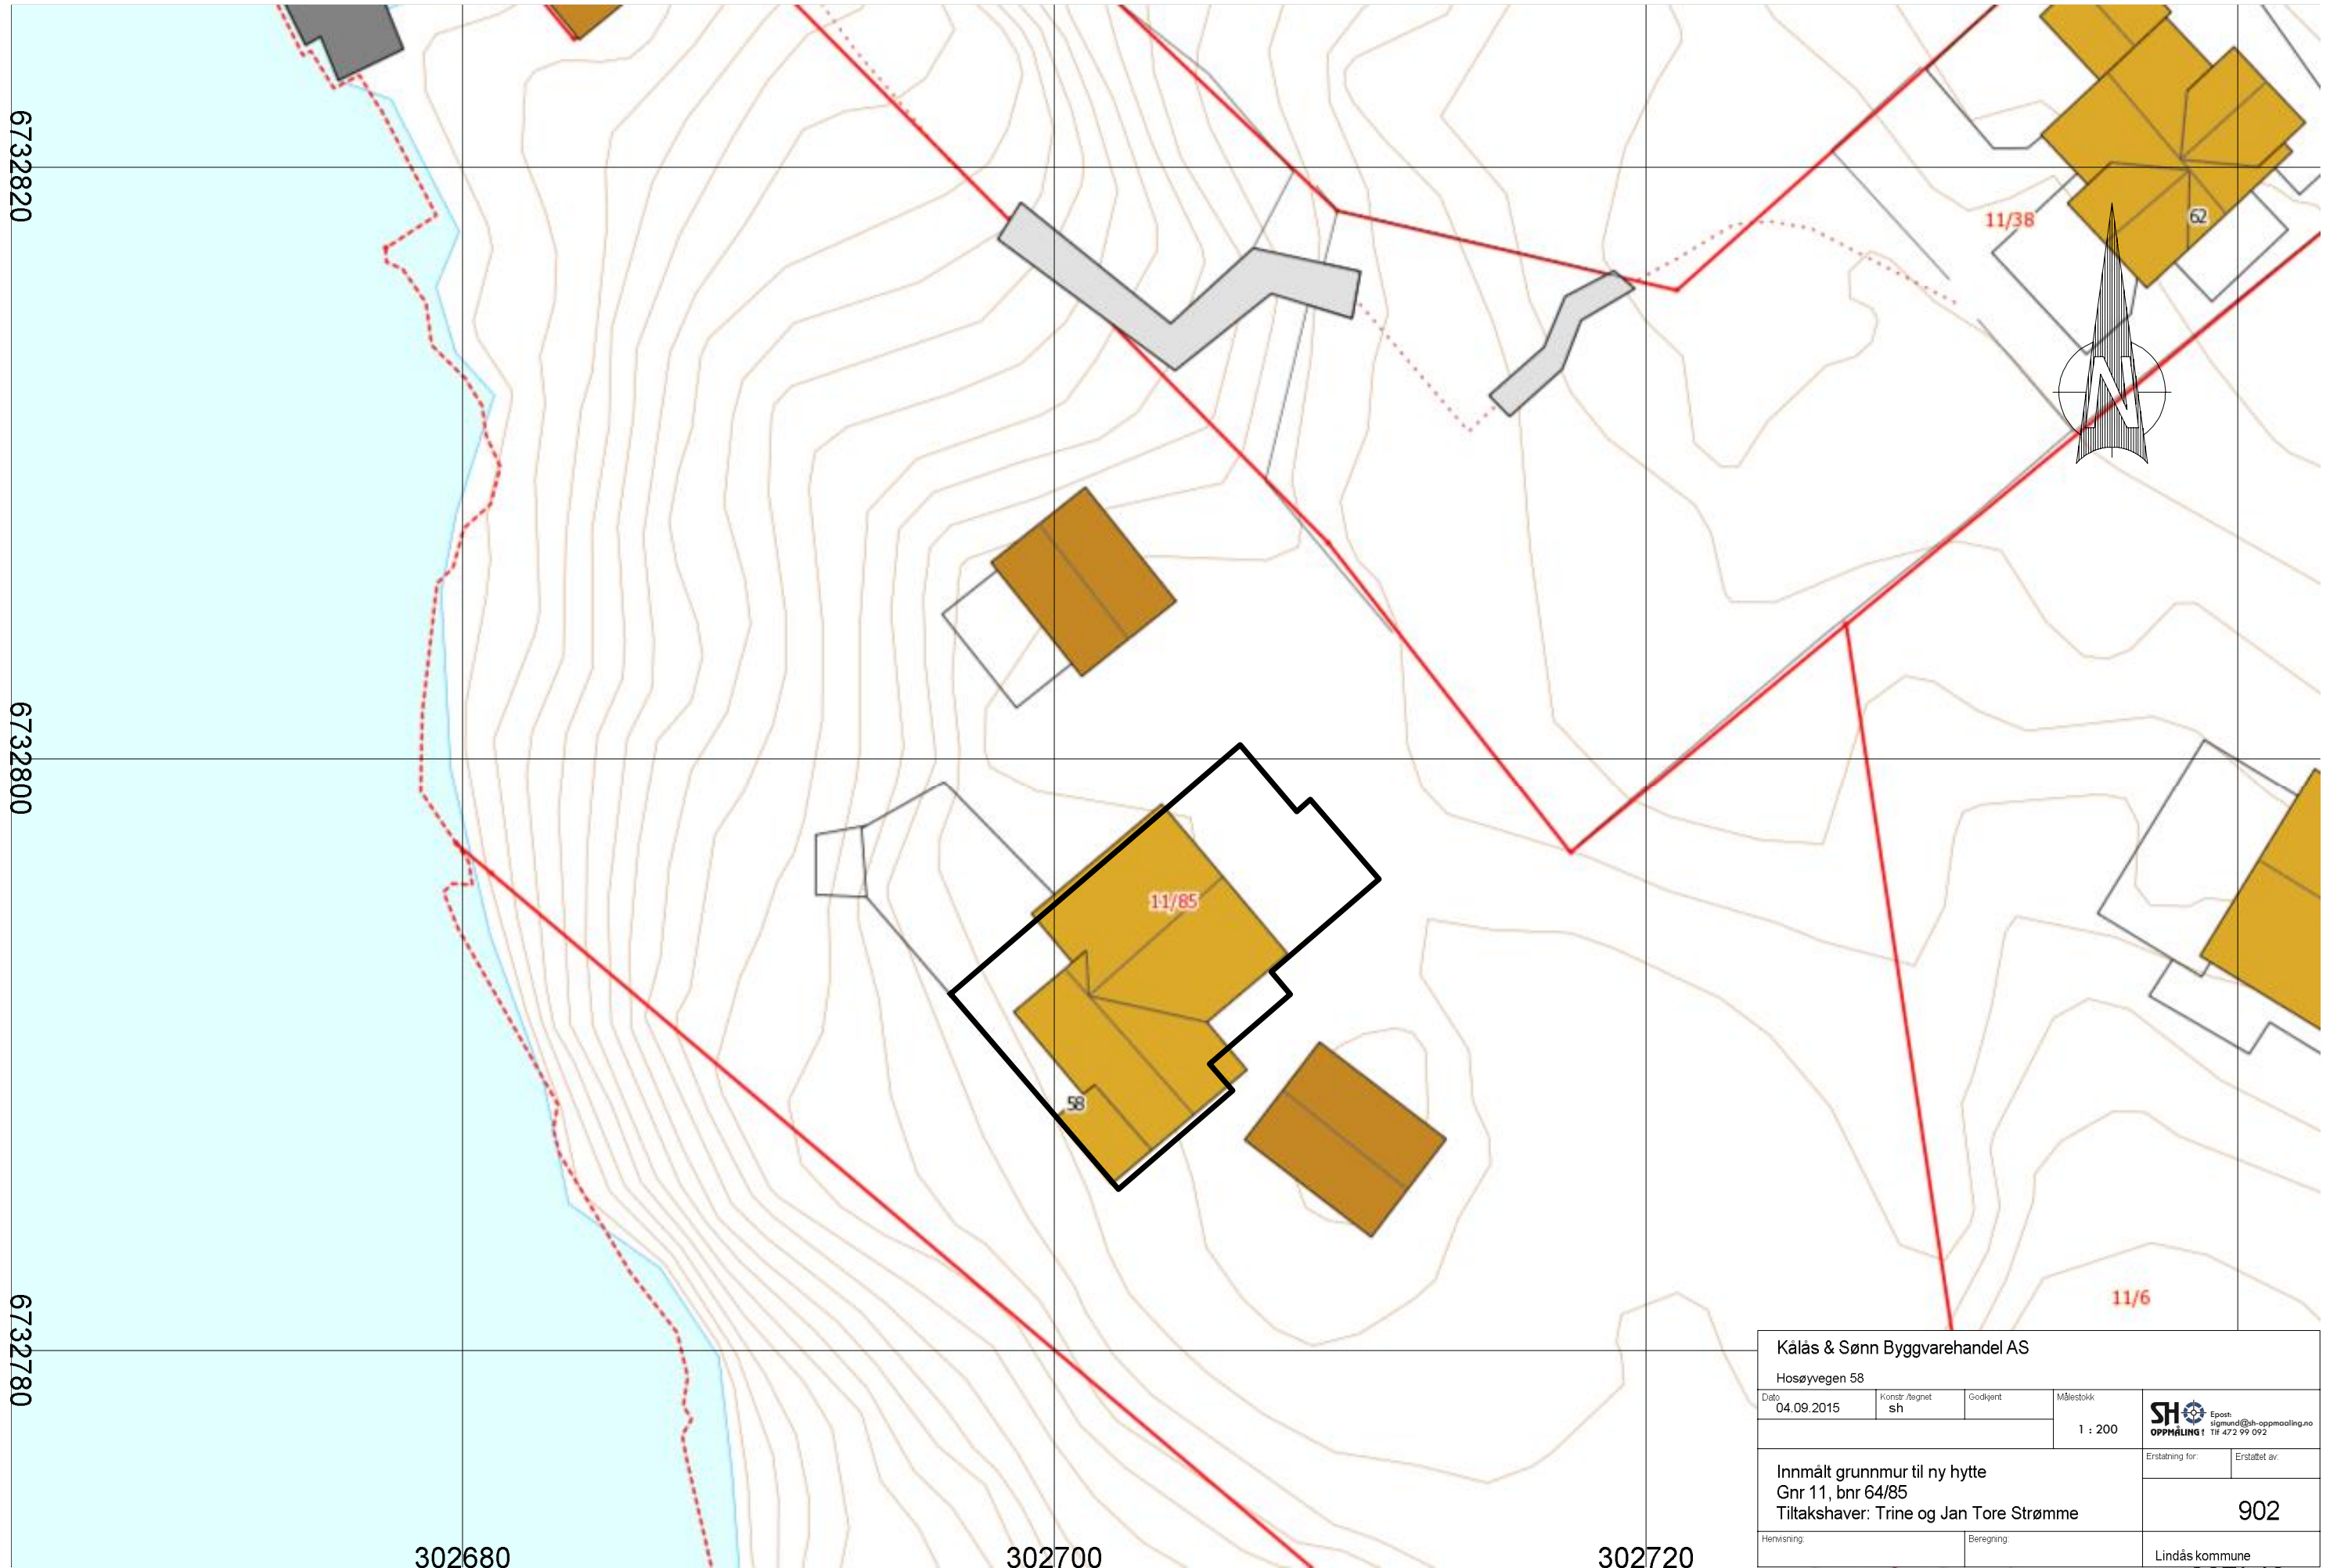 6732820
6732800
6732780
302680
302700
302720
11/38
62
11/85
58
11/6
N
Kålås & Sønn Byggvarehandel AS
Hosøyvegen 58
Dato
04.09.2015
Konstr./tegnet
sh
Godkjent
Målestokk
1 : 200
SH
OPPMÅLING!
Epost:
sigmund@sh-oppmaaling.no
Tlf 472 99 092
Innmålt grunnmur til ny hytte
Gnr 11, bnr 64/85
Tiltakshaver: Trine og Jan Tore Strømme
Erstatning for:
Erstattet av:
902
Henvisning:
Beregning:
Lindås kommune